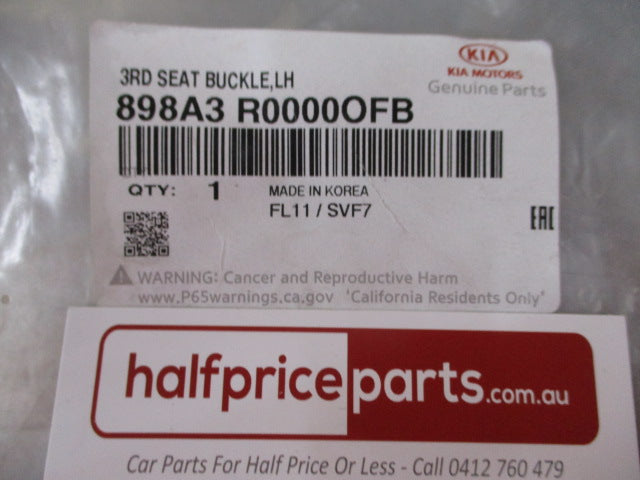 KIA
KIA MOTORS
Genuine Parts
3RD SEAT BUCKLE,LH
898A3 R0000OFB
QTY: 1 MADE IN KOREA
FL11 / SVF7
EAC
WARNING: Cancer and Reproductive Harm
www.P65warnings.ca.gov 'California Residents Only'
halfpriceparts.com.au
Car Parts For Half Price Or Less - Call 0412 760 479